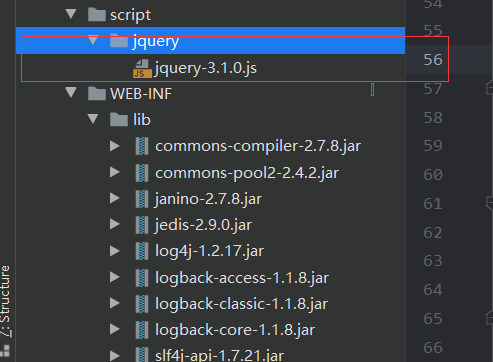 script
jquery
JS jquery-3.1.0.js
WEB-INF
lib
commons-compiler-2.7.8.jar
commons-pool2-2.4.2.jar
janino-2.7.8.jar
jedis-2.9.0.jar
log4j-1.2.17.jar
logback-access-1.1.8.jar
logback-classic-1.1.8.jar
logback-core-1.1.8.jar
slf4j-api-1.7.21.jar
54
55
56
57
58
59
60
61
62
63
64
65
66
Z: Structure